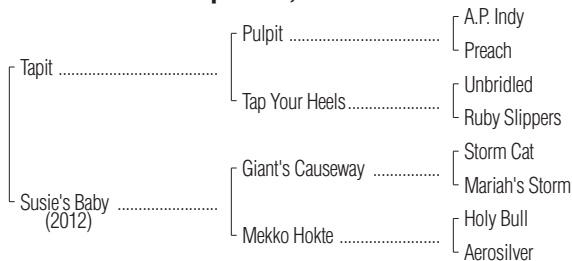 A.P. Indy
Pulpit ........................................
Preach
Tapit ..........................................
Unbridled
Tap Your Heels.........................
Ruby Slippers
Storm Cat
Giant's Causeway ..................
Mariah's Storm
Susie's Baby ..........................
(2012)
Holy Bull
Mekko Hokte ...........................
Aerosilver